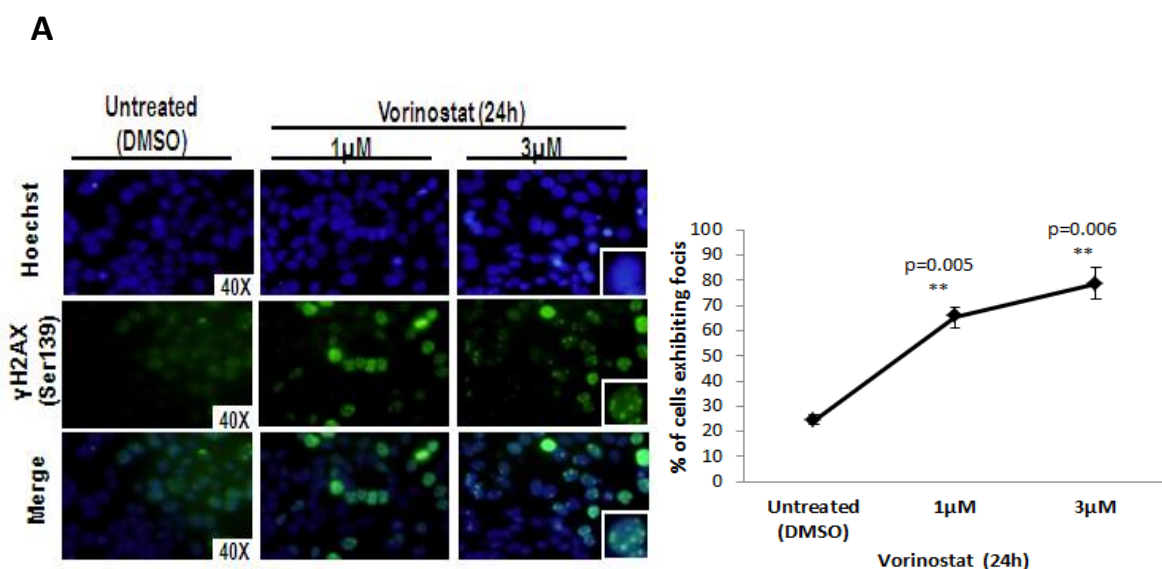 A
Untreated
(DMSO)
Vorinostat (24h)
1µM
3µM
Hoechst
40X
γH2AX
(Ser139)
40X
Merge
40X
% of cells exhibiting focis
100
90
80
70
60
50
40
30
20
10
0
p=0.005
**
p=0.006
**
Untreated
(DMSO)
1µM
3µM
Vorinostat (24h)